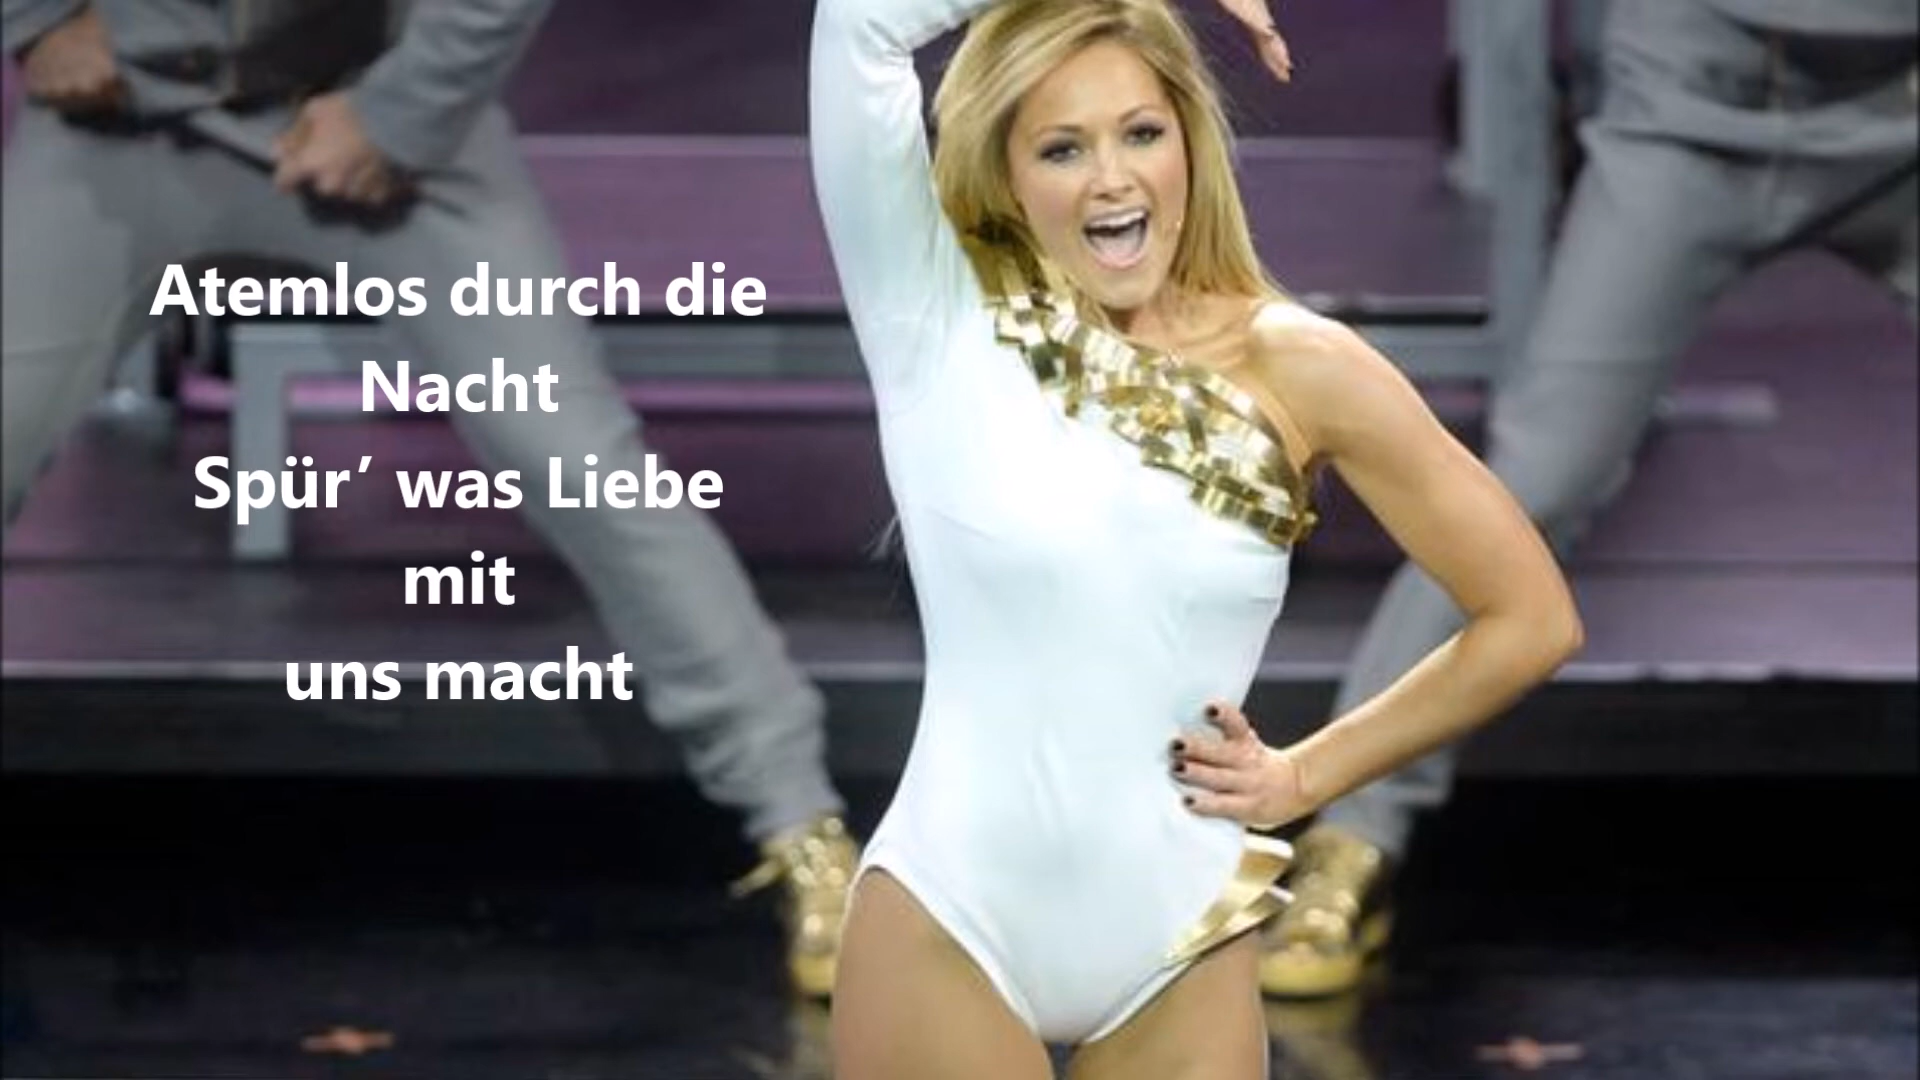 Atemlos durch die
Nacht
Spür’ was Liebe
mit
uns macht